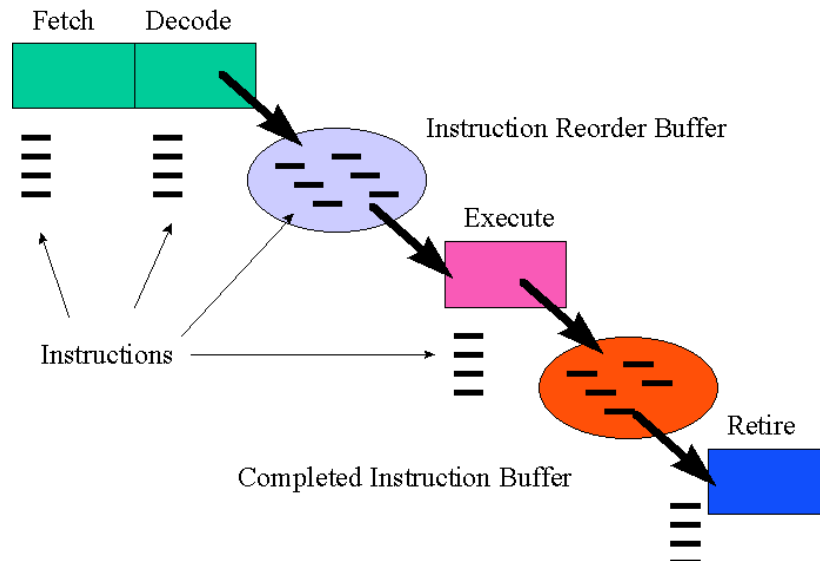 Fetch
Decode
Instruction Reorder Buffer
Execute
Instructions
Retire
Completed Instruction Buffer